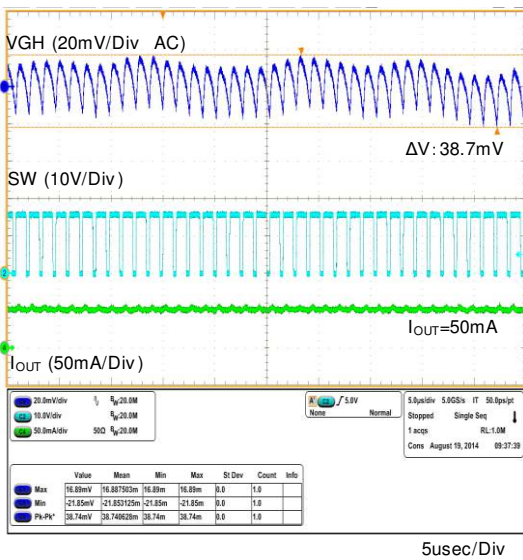 VGH (20mV/Div AC)
ΔV : 38.7mV
SW (10V/Div)
2
IOUT=50mA
4
IOUT (50mA/Div)
20.0mV/div BW:20.0M
10.0V/div BW:20.0M
50.0mA/div 50Ω BW:20.0M
A' C2 5.8V
None Normal
5.0µs/div 5.0GS/s IT 50.0ps/pt
Stopped Single Seq
1 acqs RL:1.0M
Cons August 19, 2014 09:37:39
Value Mean Min Max St Dev Count Info
Max 16.89mV 16.887503m 16.89m 16.89m 0.0 1.0
Min -21.85mV -21.853125m -21.85m -21.85m 0.0 1.0
Pk-Pk* 38.74mV 38.740628m 38.74m 38.74m 0.0 1.0
5usec/Div